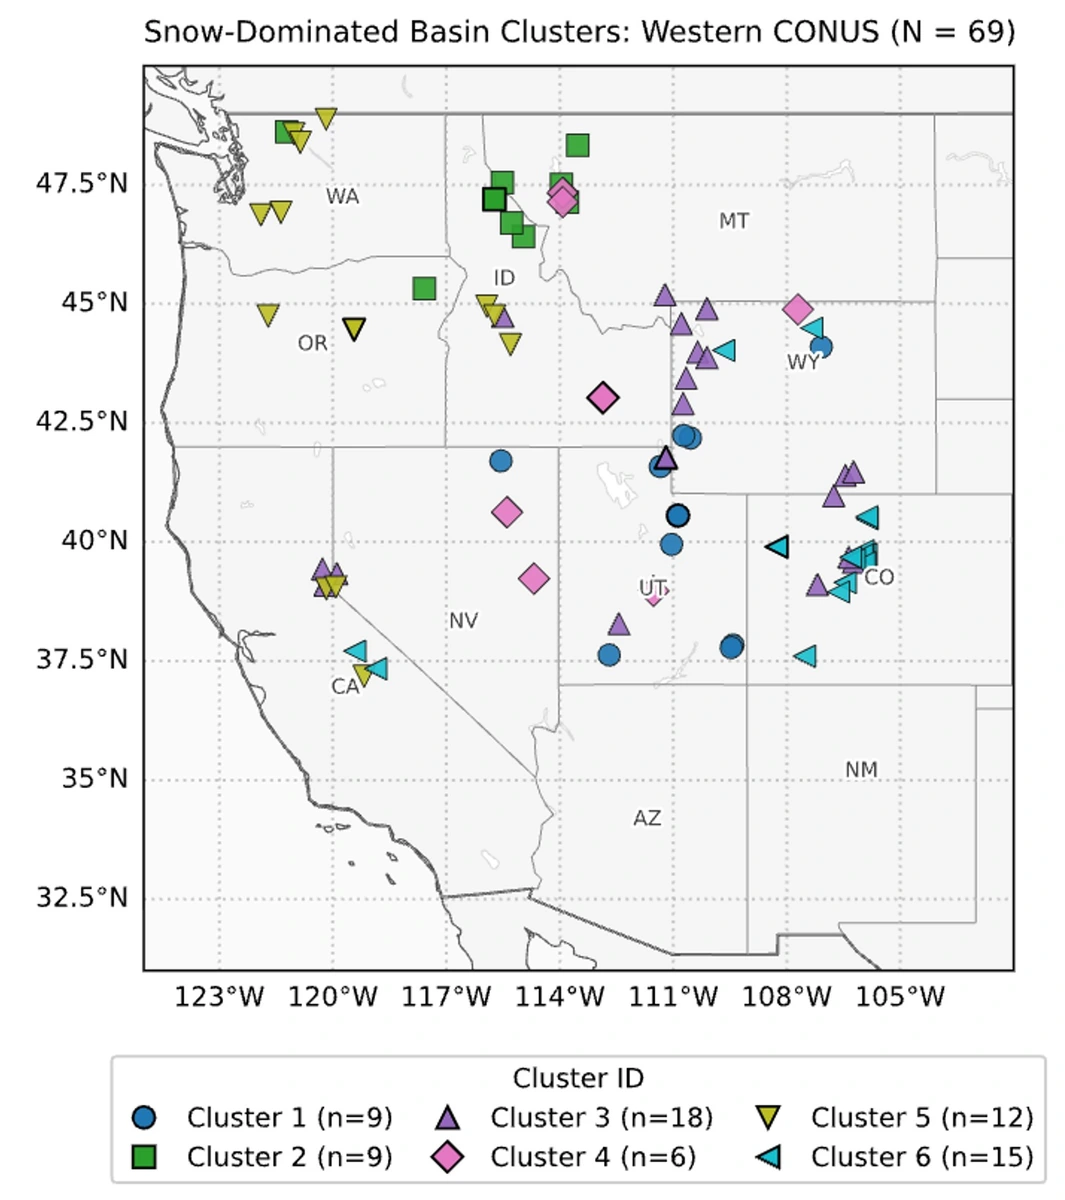 Snow-Dominated Basin Clusters: Western CONUS (N = 69)
47.5°N
45°N
42.5°N
40°N
37.5°N
35°N
32.5°N
WA
MT
ID
OR
WY
UT
CO
NV
CA
NM
AZ
123°W 120°W 117°W 114°W 111°W 108°W 105°W
Cluster ID
Cluster 1 (n=9) Cluster 3 (n=18) Cluster 5 (n=12)
Cluster 2 (n=9) Cluster 4 (n=6) Cluster 6 (n=15)